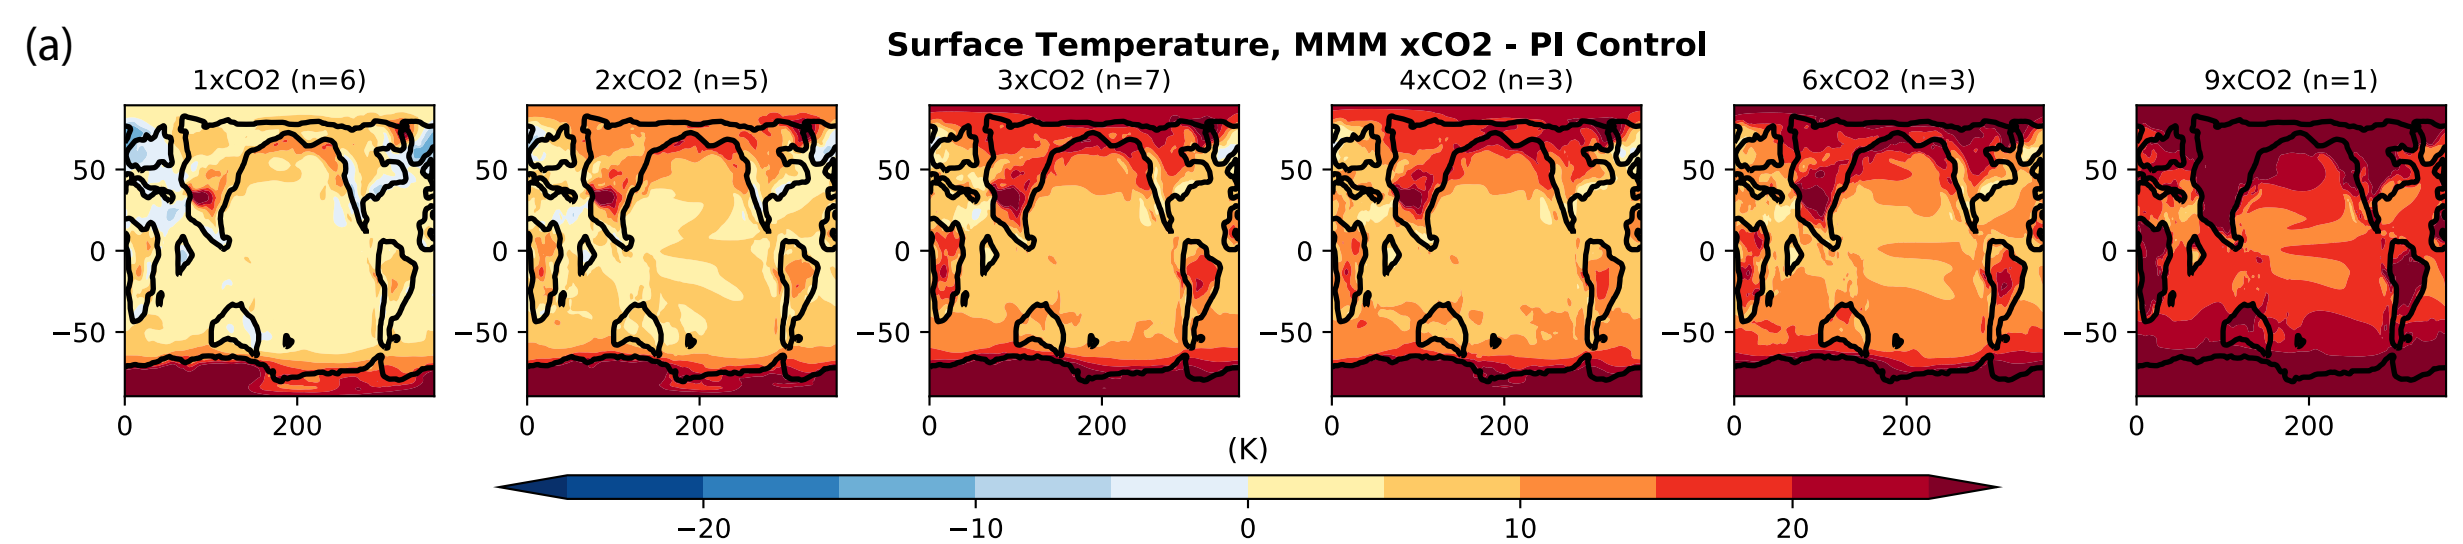 (a)
Surface Temperature, MMM xCO2 - PI Control
1xCO2 (n=6) 2xCO2 (n=5) 3xCO2 (n=7) 4xCO2 (n=3) 6xCO2 (n=3) 9xCO2 (n=1)
50 50 50 50 50 50
0 0 0 0 0 0
−50 −50 −50 −50 −50 −50
0 200 0 200 0 200 0 200 0 200 0 200
(K)
−20 −10 0 10 20